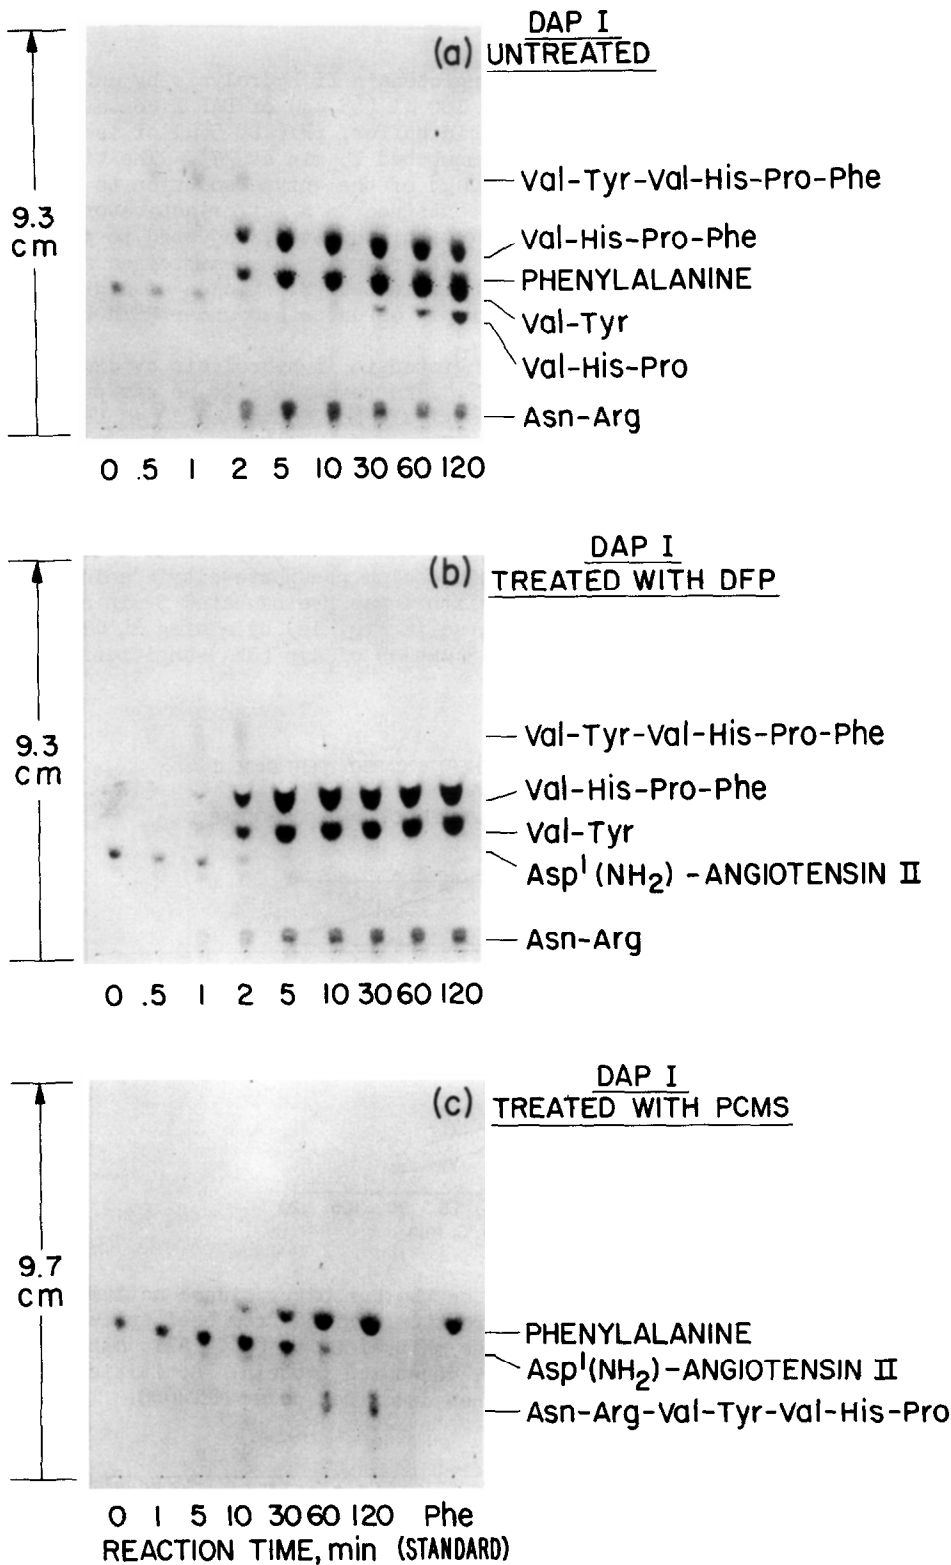 (a)
DAP I
UNTREATED
9.3
cm
Val-Tyr-Val-His-Pro-Phe
Val-His-Pro-Phe
PHENYLALANINE
Val-Tyr
Val-His-Pro
Asn-Arg
0 .5 1 2 5 10 30 60 120
(b)
DAP I
TREATED WITH DFP
9.3
cm
Val-Tyr-Val-His-Pro-Phe
Val-His-Pro-Phe
Val-Tyr
Asp¹(NH₂)-ANGIOTENSIN II
Asn-Arg
0 .5 1 2 5 10 30 60 120
(c)
DAP I
TREATED WITH PCMS
9.7
cm
PHENYLALANINE
Asp¹(NH₂)-ANGIOTENSIN II
Asn-Arg-Val-Tyr-Val-His-Pro
0 1 5 10 30 60 120 Phe
REACTION TIME, min (STANDARD)